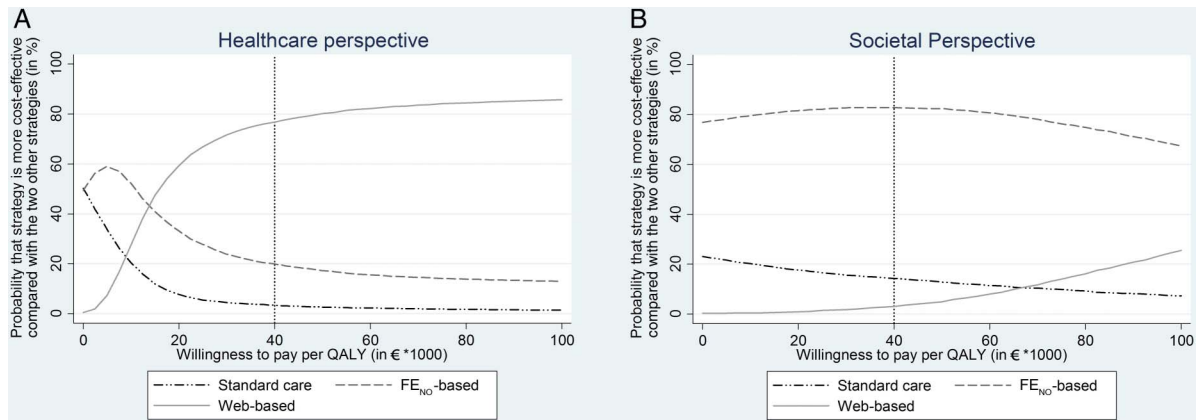 A
Healthcare perspective
Probability that strategy is more cost-effective
compared with the two other strategies (in %)
100
80
60
40
20
0
0 20 40 60 80 100
Willingness to pay per QALY (in € *1000)
Standard care FENO-based
Web-based
B
Societal Perspective
Probability that strategy is more cost-effective
compared with the two other strategies (in %)
100
80
60
40
20
0
0 20 40 60 80 100
Willingness to pay per QALY (in € *1000)
Standard care FENO-based
Web-based